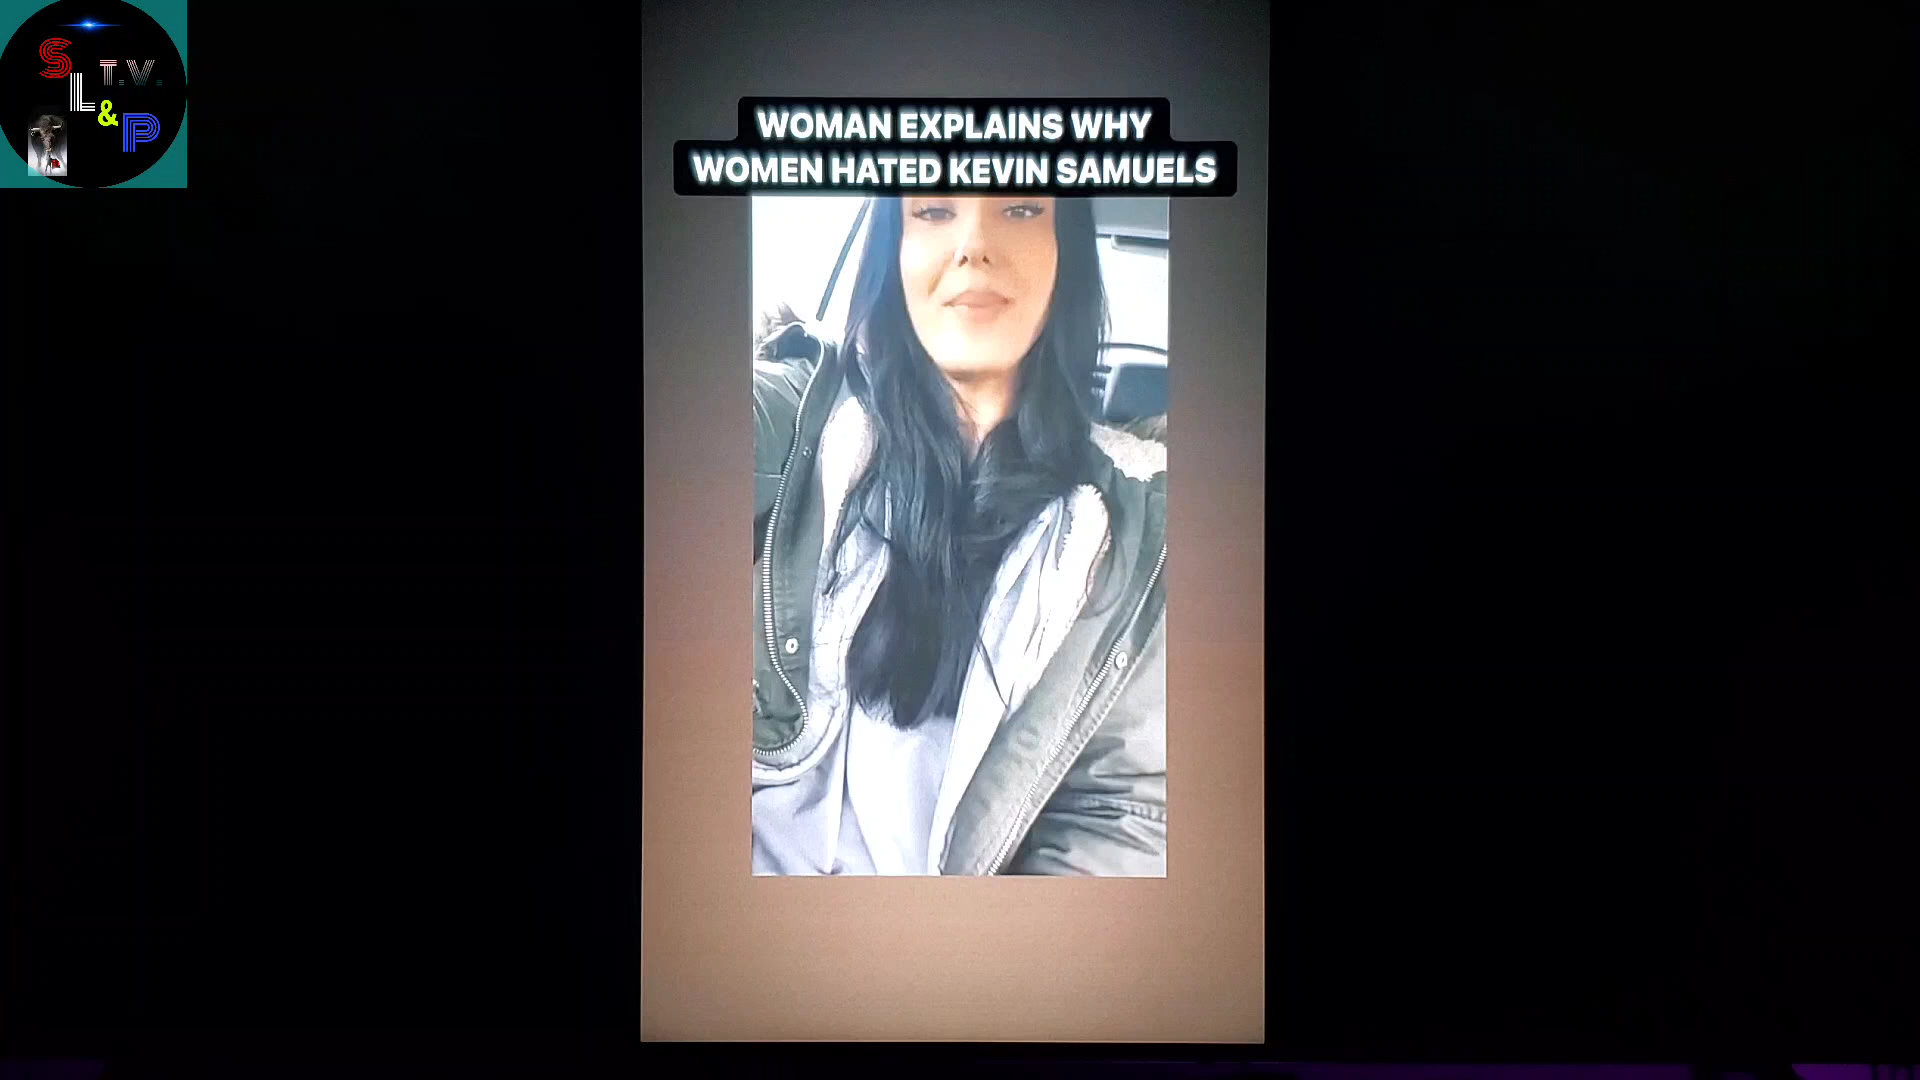 S T.V.
L
& P
WOMAN EXPLAINS WHY
WOMEN HATED KEVIN SAMUELS